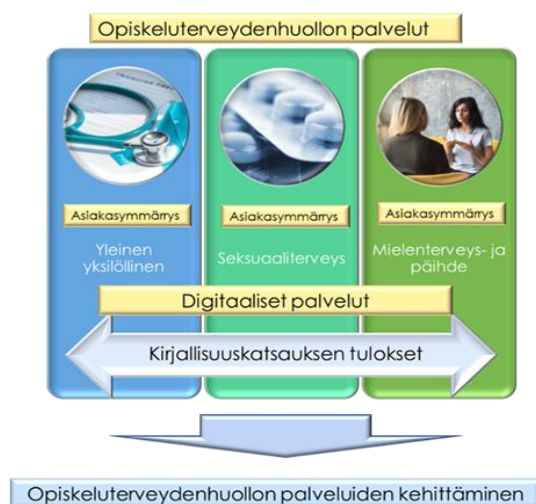 Opiskeluterveydenhuollon palvelut
Asiakasymmärrys
Yleinen
yksilöllinen
Asiakasymmärrys
Seksuaaliterveys
Asiakasymmärrys
Mielenterveys- ja
päihde
Digitaaliset palvelut
Kirjallisuuskatsauksen tulokset
Opiskeluterveydenhuollon palveluiden kehittäminen